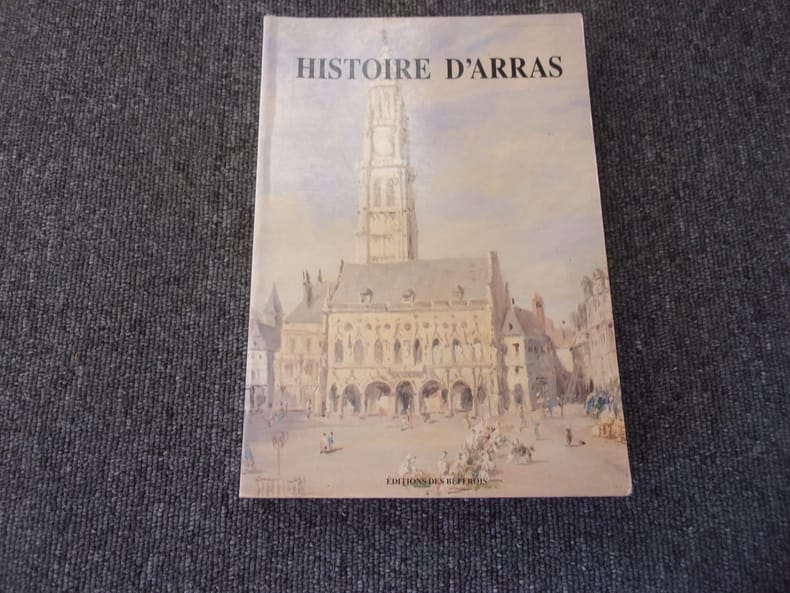 HISTOIRE D'ARRAS
ÉDITIONS DES BEFFROIS